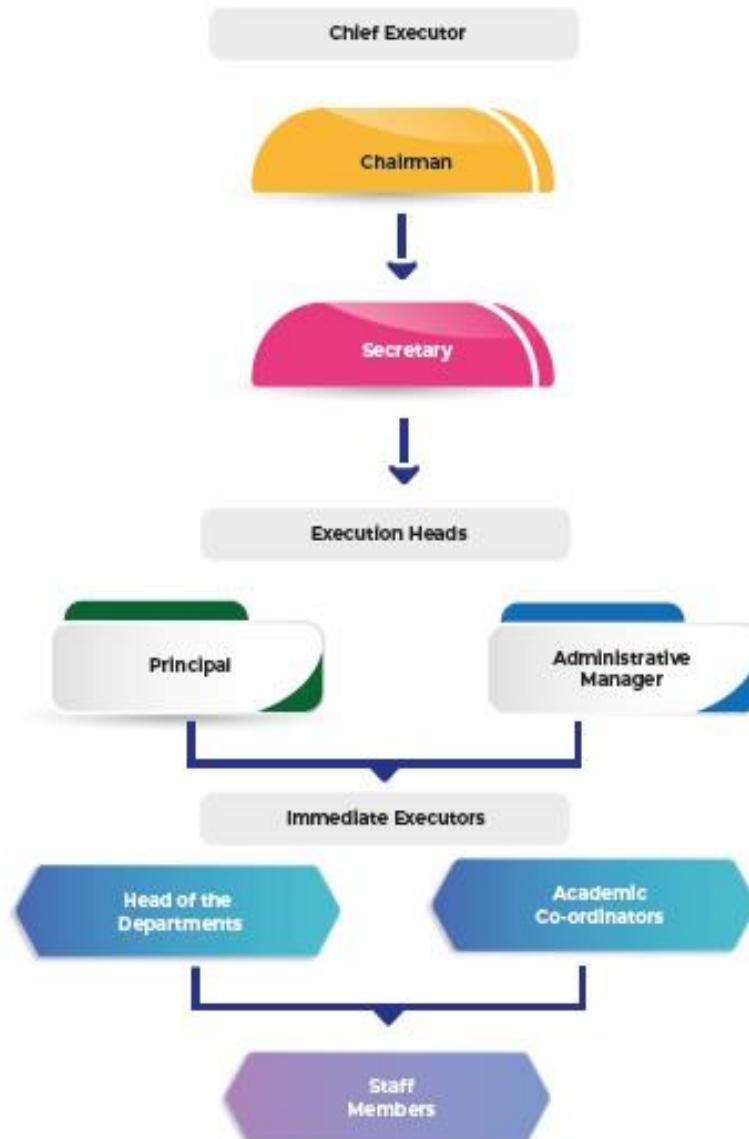 Chief Executor
Chairman
Secretary
Execution Heads
Principal
Administrative
Manager
Immediate Executors
Head of the
Departments
Academic
Co-ordinators
Staff
Members